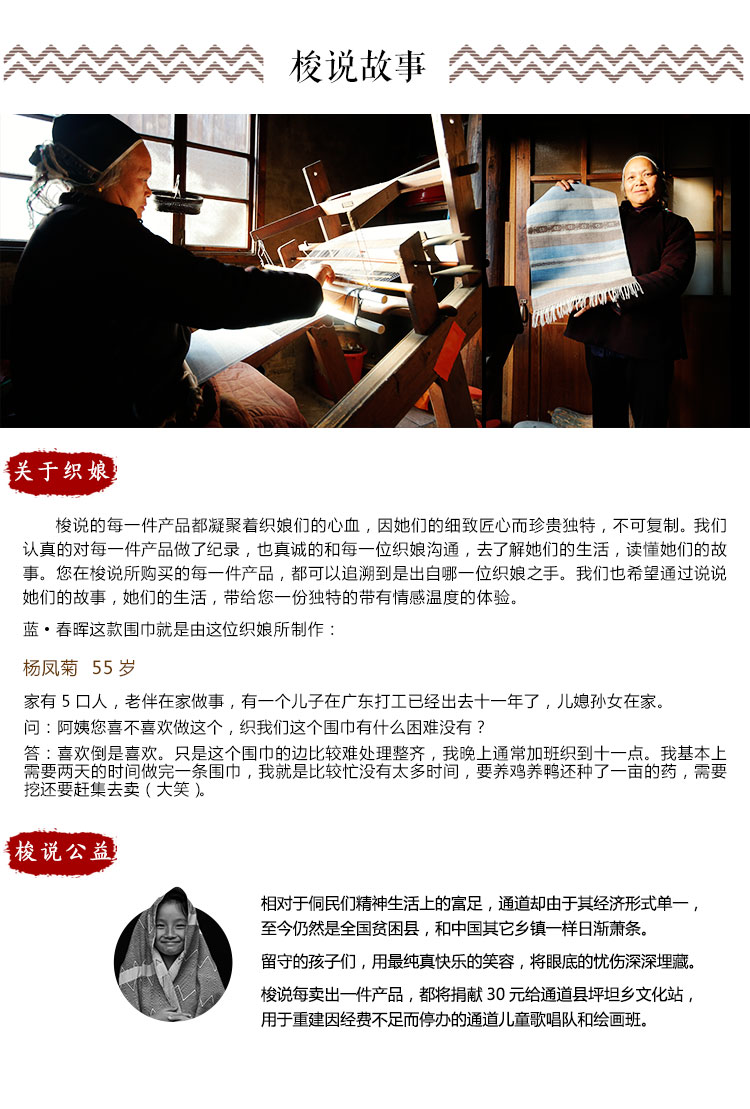 梭说故事
关于织娘
梭说的每一件产品都凝聚着织娘们的心血，因她们的细致匠心而珍贵独特，不可复制。我们
认真的对每一件产品做了纪录，也真诚的和每一位织娘沟通，去了解她们的生活，读懂她们的故
事。您在梭说所购买的每一件产品，都可以追溯到是出自哪一位织娘之手。我们也希望通过说说
她们的故事，她们的生活，带给您一份独特的带有情感温度的体验。
蓝•春晖这款围巾就是由这位织娘所制作：
杨凤菊 55岁
家有5口人，老伴在家做事，有一个儿子在广东打工已经出去十一年了，儿媳孙女在家。
问：阿姨您喜不喜欢做这个，织我们这个围巾有什么困难没有？
答：喜欢倒是喜欢。只是这个围巾的边比较难处理整齐，我晚上通常加班织到十一点。我基本上
需要两天的时间做完一条围巾，我就是比较忙没有太多时间，要养鸡养鸭还种了一亩的药，需要
挖还要赶集去卖（大笑）。
梭说公益
相对于侗民们精神生活上的富足，通道却由于其经济形式单一，
至今仍然是全国贫困县，和中国其它乡镇一样日渐萧条。
留守的孩子们，用最纯真快乐的笑容，将眼底的忧伤深深埋藏。
梭说每卖出一件产品，都将捐献30元给通道县坪坦乡文化站，
用于重建因经费不足而停办的通道儿童歌唱队和绘画班。